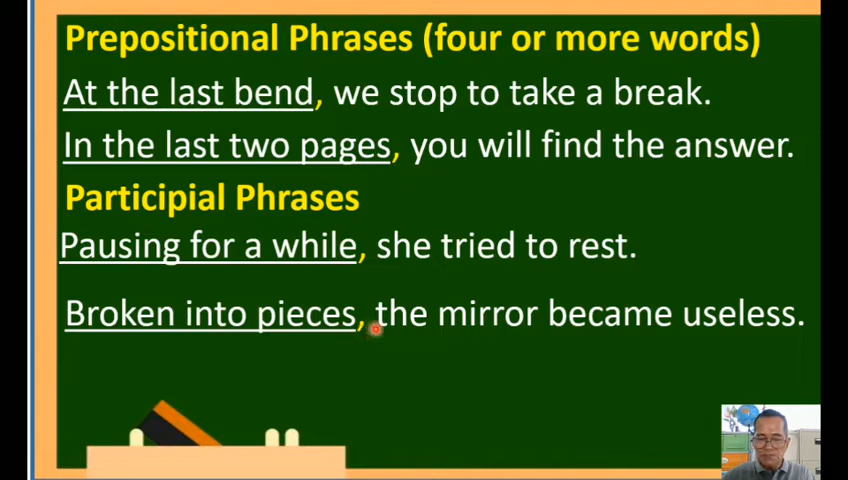 Prepositional Phrases (four or more words)
At the last bend, we stop to take a break.
In the last two pages, you will find the answer.
Participial Phrases
Pausing for a while, she tried to rest.
Broken into pieces, the mirror became useless.